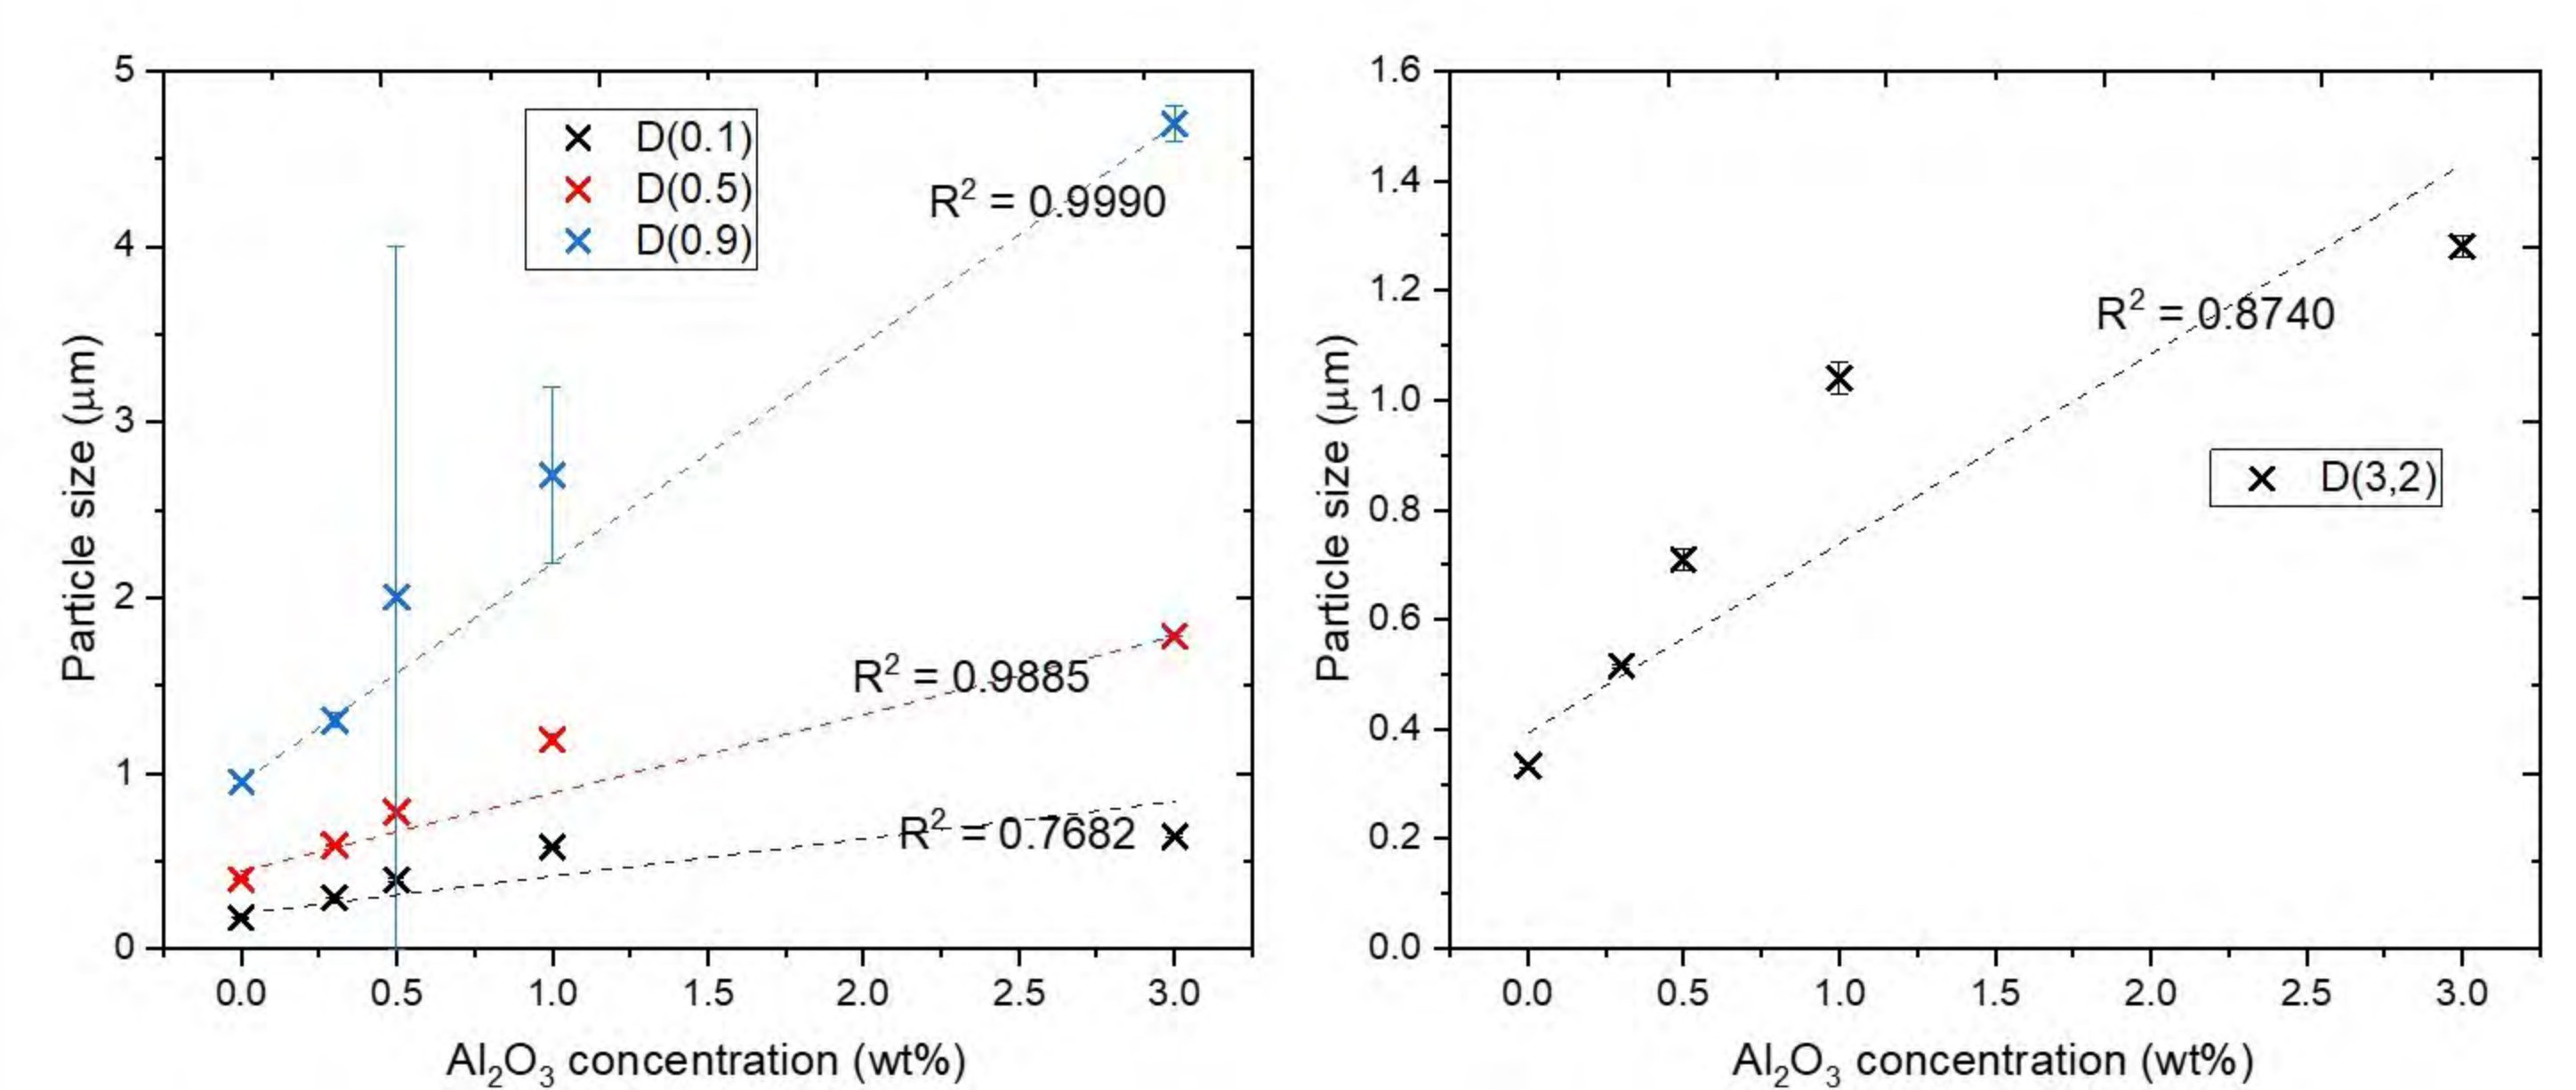 5
4
3
2
1
0
Particle size (μm)
D(0.1)
D(0.5)
D(0.9)
R² = 0.9990
R² = 0.9885
R² = 0.7682
0.0 0.5 1.0 1.5 2.0 2.5 3.0
Al₂O₃ concentration (wt%)
1.6
1.4
1.2
1.0
0.8
0.6
0.4
0.2
0.0
Particle size (μm)
R² = 0.8740
D(3,2)
0.0 0.5 1.0 1.5 2.0 2.5 3.0
Al₂O₃ concentration (wt%)